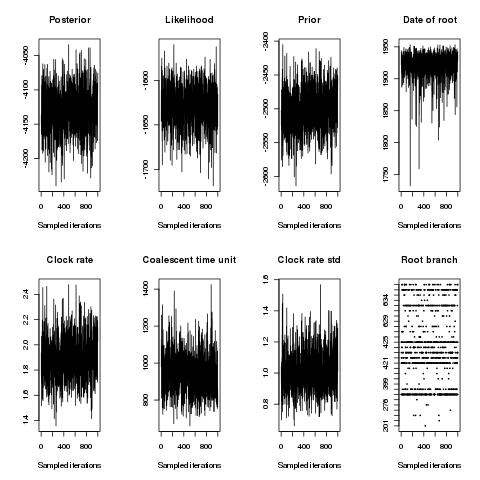 Posterior Likelihood Prior Date of root
-4050 -4100 -4150 -4200
-1600 -1650 -1700
-2400 -2450 -2500 -2550 -2600
1950 1900 1850 1800 1750
0 400 800 0 400 800 0 400 800 0 400 800
Sampled iterations Sampled iterations Sampled iterations Sampled iterations
Clock rate Coalescent time unit Clock rate std Root branch
2.4 2.2 2.0 1.8 1.6 1.4
1400 1200 1000 800
1.6 1.4 1.2 1.0 0.8
634 629 425 421 399 276 201
0 400 800 0 400 800 0 400 800 0 400 800
Sampled iterations Sampled iterations Sampled iterations Sampled iterations